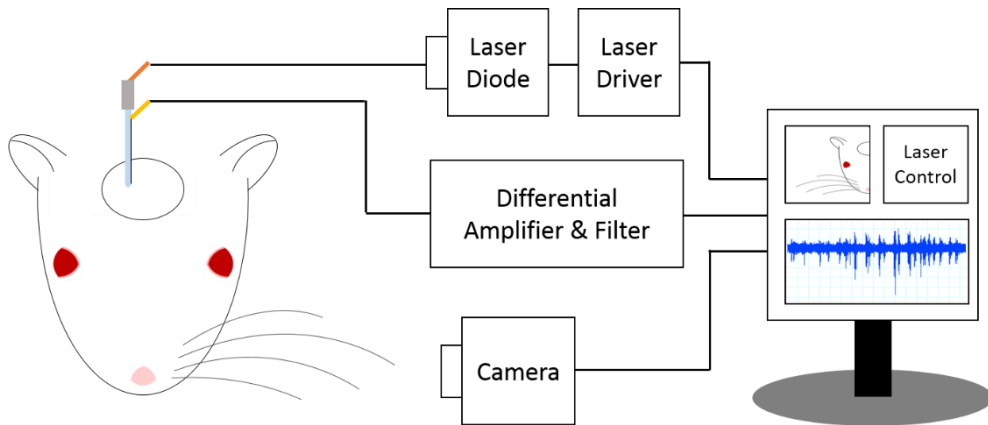 Laser
Diode
Laser
Driver
Differential
Amplifier & Filter
Camera
Laser
Control